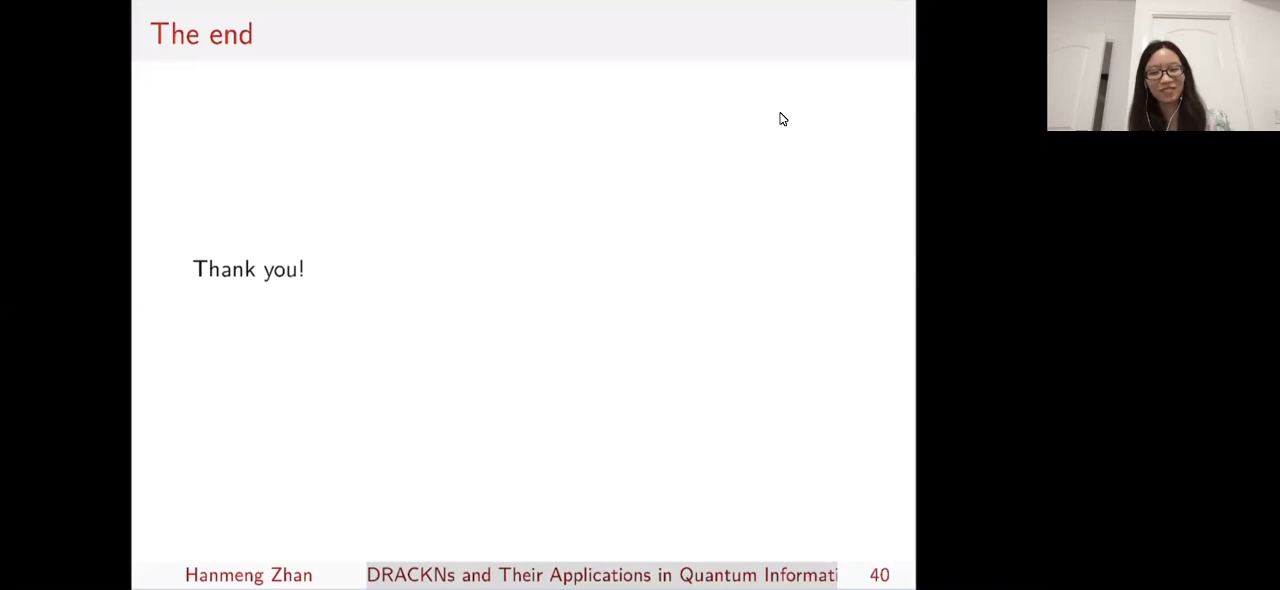 The end
Thank you!
Hanmeng Zhan
DRACKNs and Their Applications in Quantum Informati
40